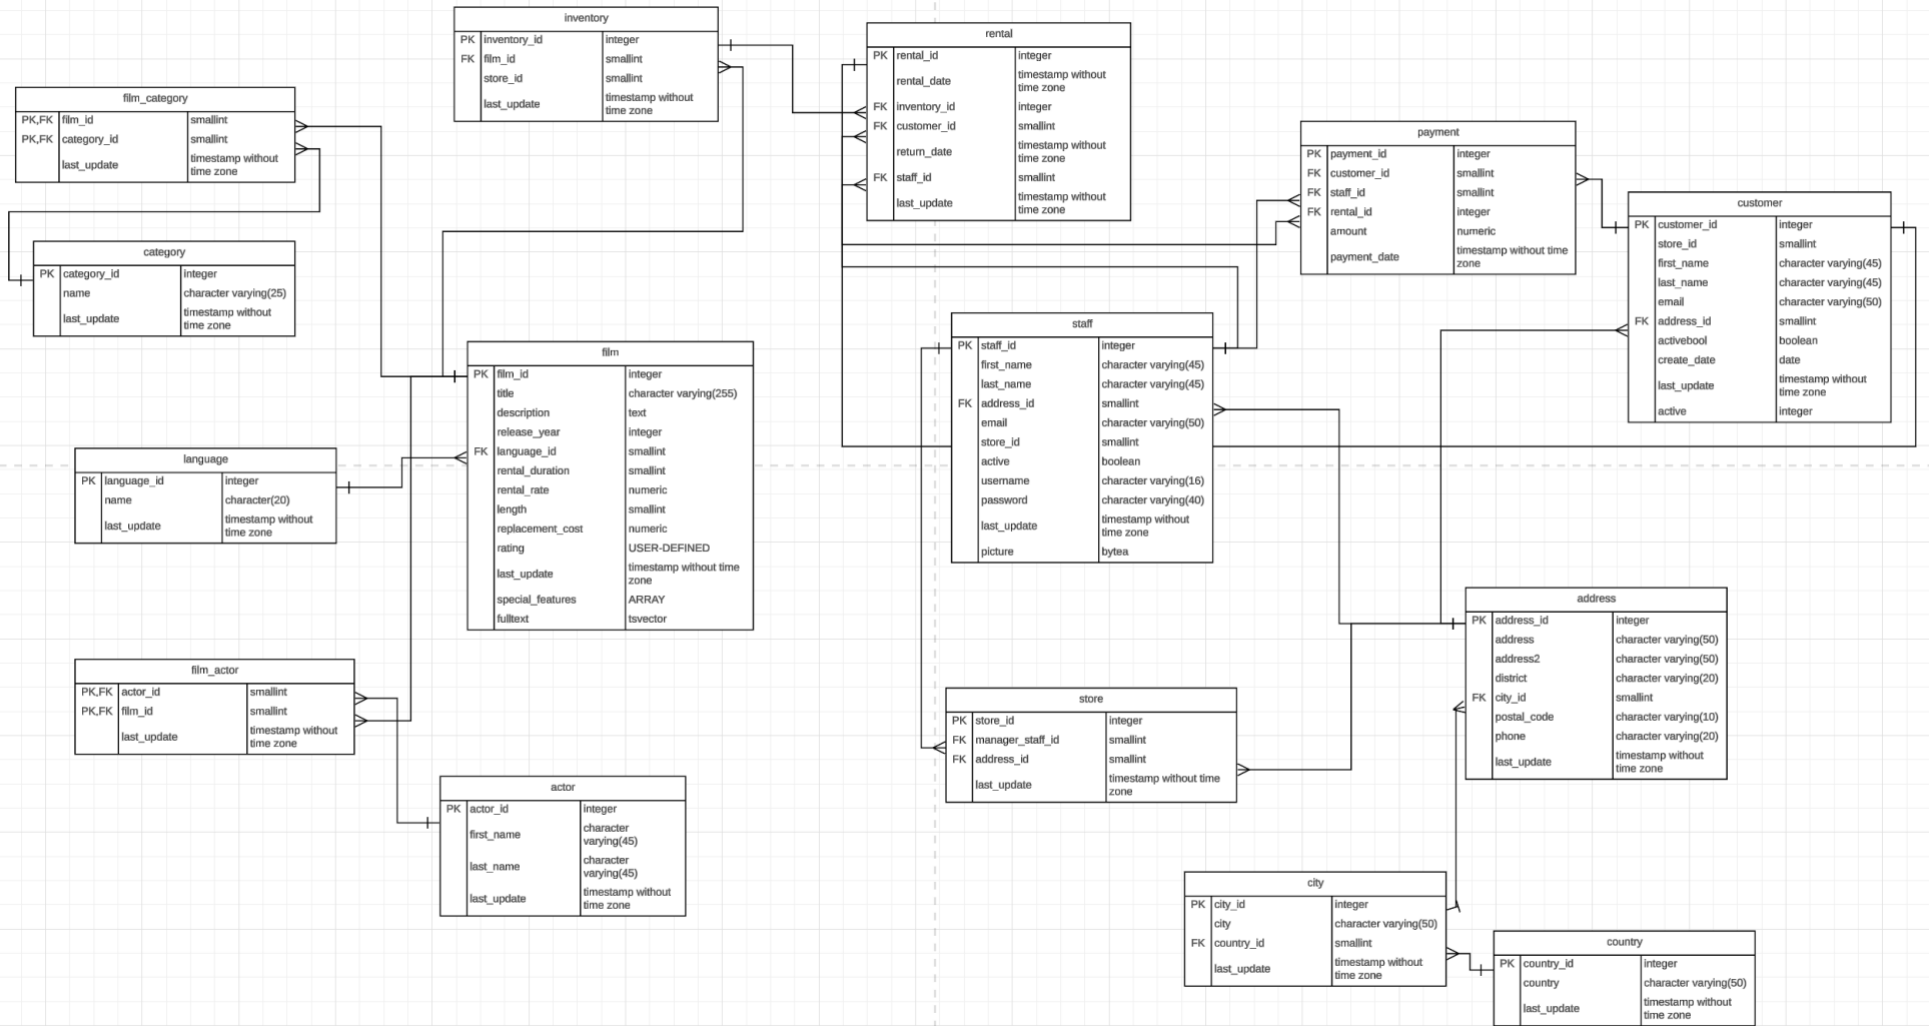 inventory
PK inventory_id integer
FK film_id smallint
store_id smallint
last_update timestamp without
time zone
rental
PK rental_id integer
rental_date timestamp without
time zone
FK inventory_id integer
FK customer_id smallint
return_date timestamp without
time zone
FK staff_id smallint
last_update timestamp without
time zone
film_category
PK,FK film_id smallint
PK,FK category_id smallint
last_update timestamp without
time zone
payment
PK payment_id integer
FK customer_id smallint
FK staff_id smallint
FK rental_id integer
amount numeric
payment_date timestamp without time
zone
customer
PK customer_id integer
store_id smallint
first_name character varying(45)
last_name character varying(45)
email character varying(50)
FK address_id smallint
activebool boolean
create_date date
last_update timestamp without
time zone
active integer
category
PK category_id integer
name character varying(25)
last_update timestamp without
time zone
staff
PK staff_id integer
first_name character varying(45)
last_name character varying(45)
FK address_id smallint
email character varying(50)
store_id smallint
active boolean
username character varying(16)
password character varying(40)
last_update timestamp without
time zone
picture bytea
film
PK film_id integer
title character varying(255)
description text
release_year integer
FK language_id smallint
rental_duration smallint
rental_rate numeric
length smallint
replacement_cost numeric
rating USER-DEFINED
last_update timestamp without time
zone
special_features ARRAY
fulltext tsvector
language
PK language_id integer
name character(20)
last_update timestamp without
time zone
address
PK address_id integer
address character varying(50)
address2 character varying(50)
district character varying(20)
FK city_id smallint
postal_code character varying(10)
phone character varying(20)
last_update timestamp without
time zone
film_actor
PK,FK actor_id smallint
PK,FK film_id smallint
last_update timestamp without
time zone
store
PK store_id integer
FK manager_staff_id smallint
FK address_id smallint
last_update timestamp without time
zone
actor
PK actor_id integer
first_name character
varying(45)
last_name character
varying(45)
last_update timestamp without
time zone
city
PK city_id integer
city character varying(50)
FK country_id smallint
last_update timestamp without
time zone
country
PK country_id integer
country character varying(50)
last_update timestamp without
time zone